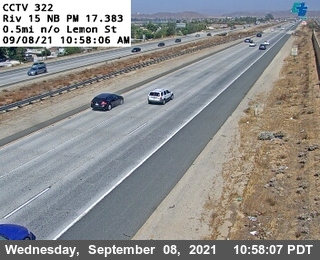 CCTV 322
Riv 15 NB PM 17.383
0.5mi n/o Lemon St
09/08/21 10:58:06 AM
Wednesday, September 08, 2021 10:58:07 PDT